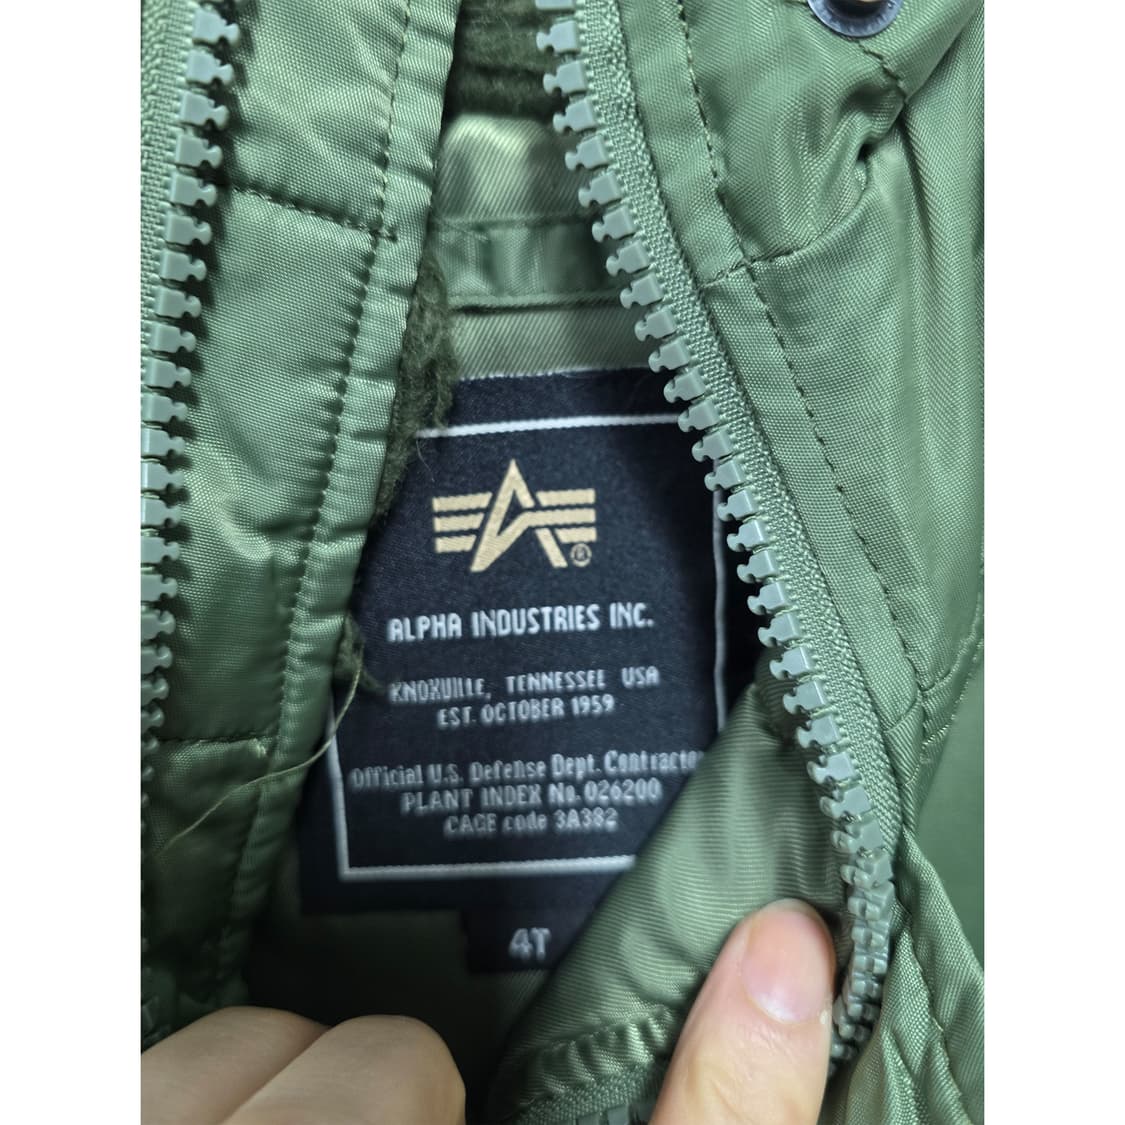 ®
ALPHA INDUSTRIES INC.
KNOXVILLE, TENNESSEE USA
EST. OCTOBER 1959
Official U.S. Defense Dept. Contractor
PLANT INDEX No. 026200
CAGE code 3A382
4T